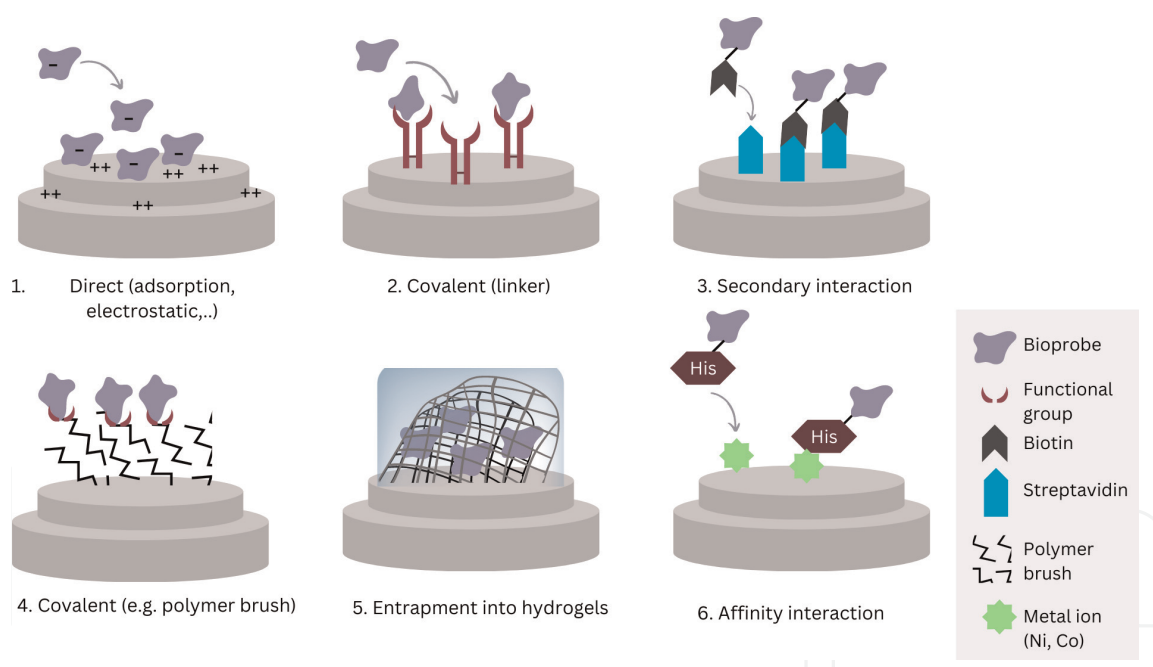 -
-
-
-
-
++
++
++
++
++
++
1. Direct (adsorption,
electrostatic,..)
2. Covalent (linker)
3. Secondary interaction
His
His
4. Covalent (e.g. polymer brush)
5. Entrapment into hydrogels
6. Affinity interaction
Bioprobe
Functional
group
Biotin
Streptavidin
Polymer
brush
Metal ion
(Ni, Co)